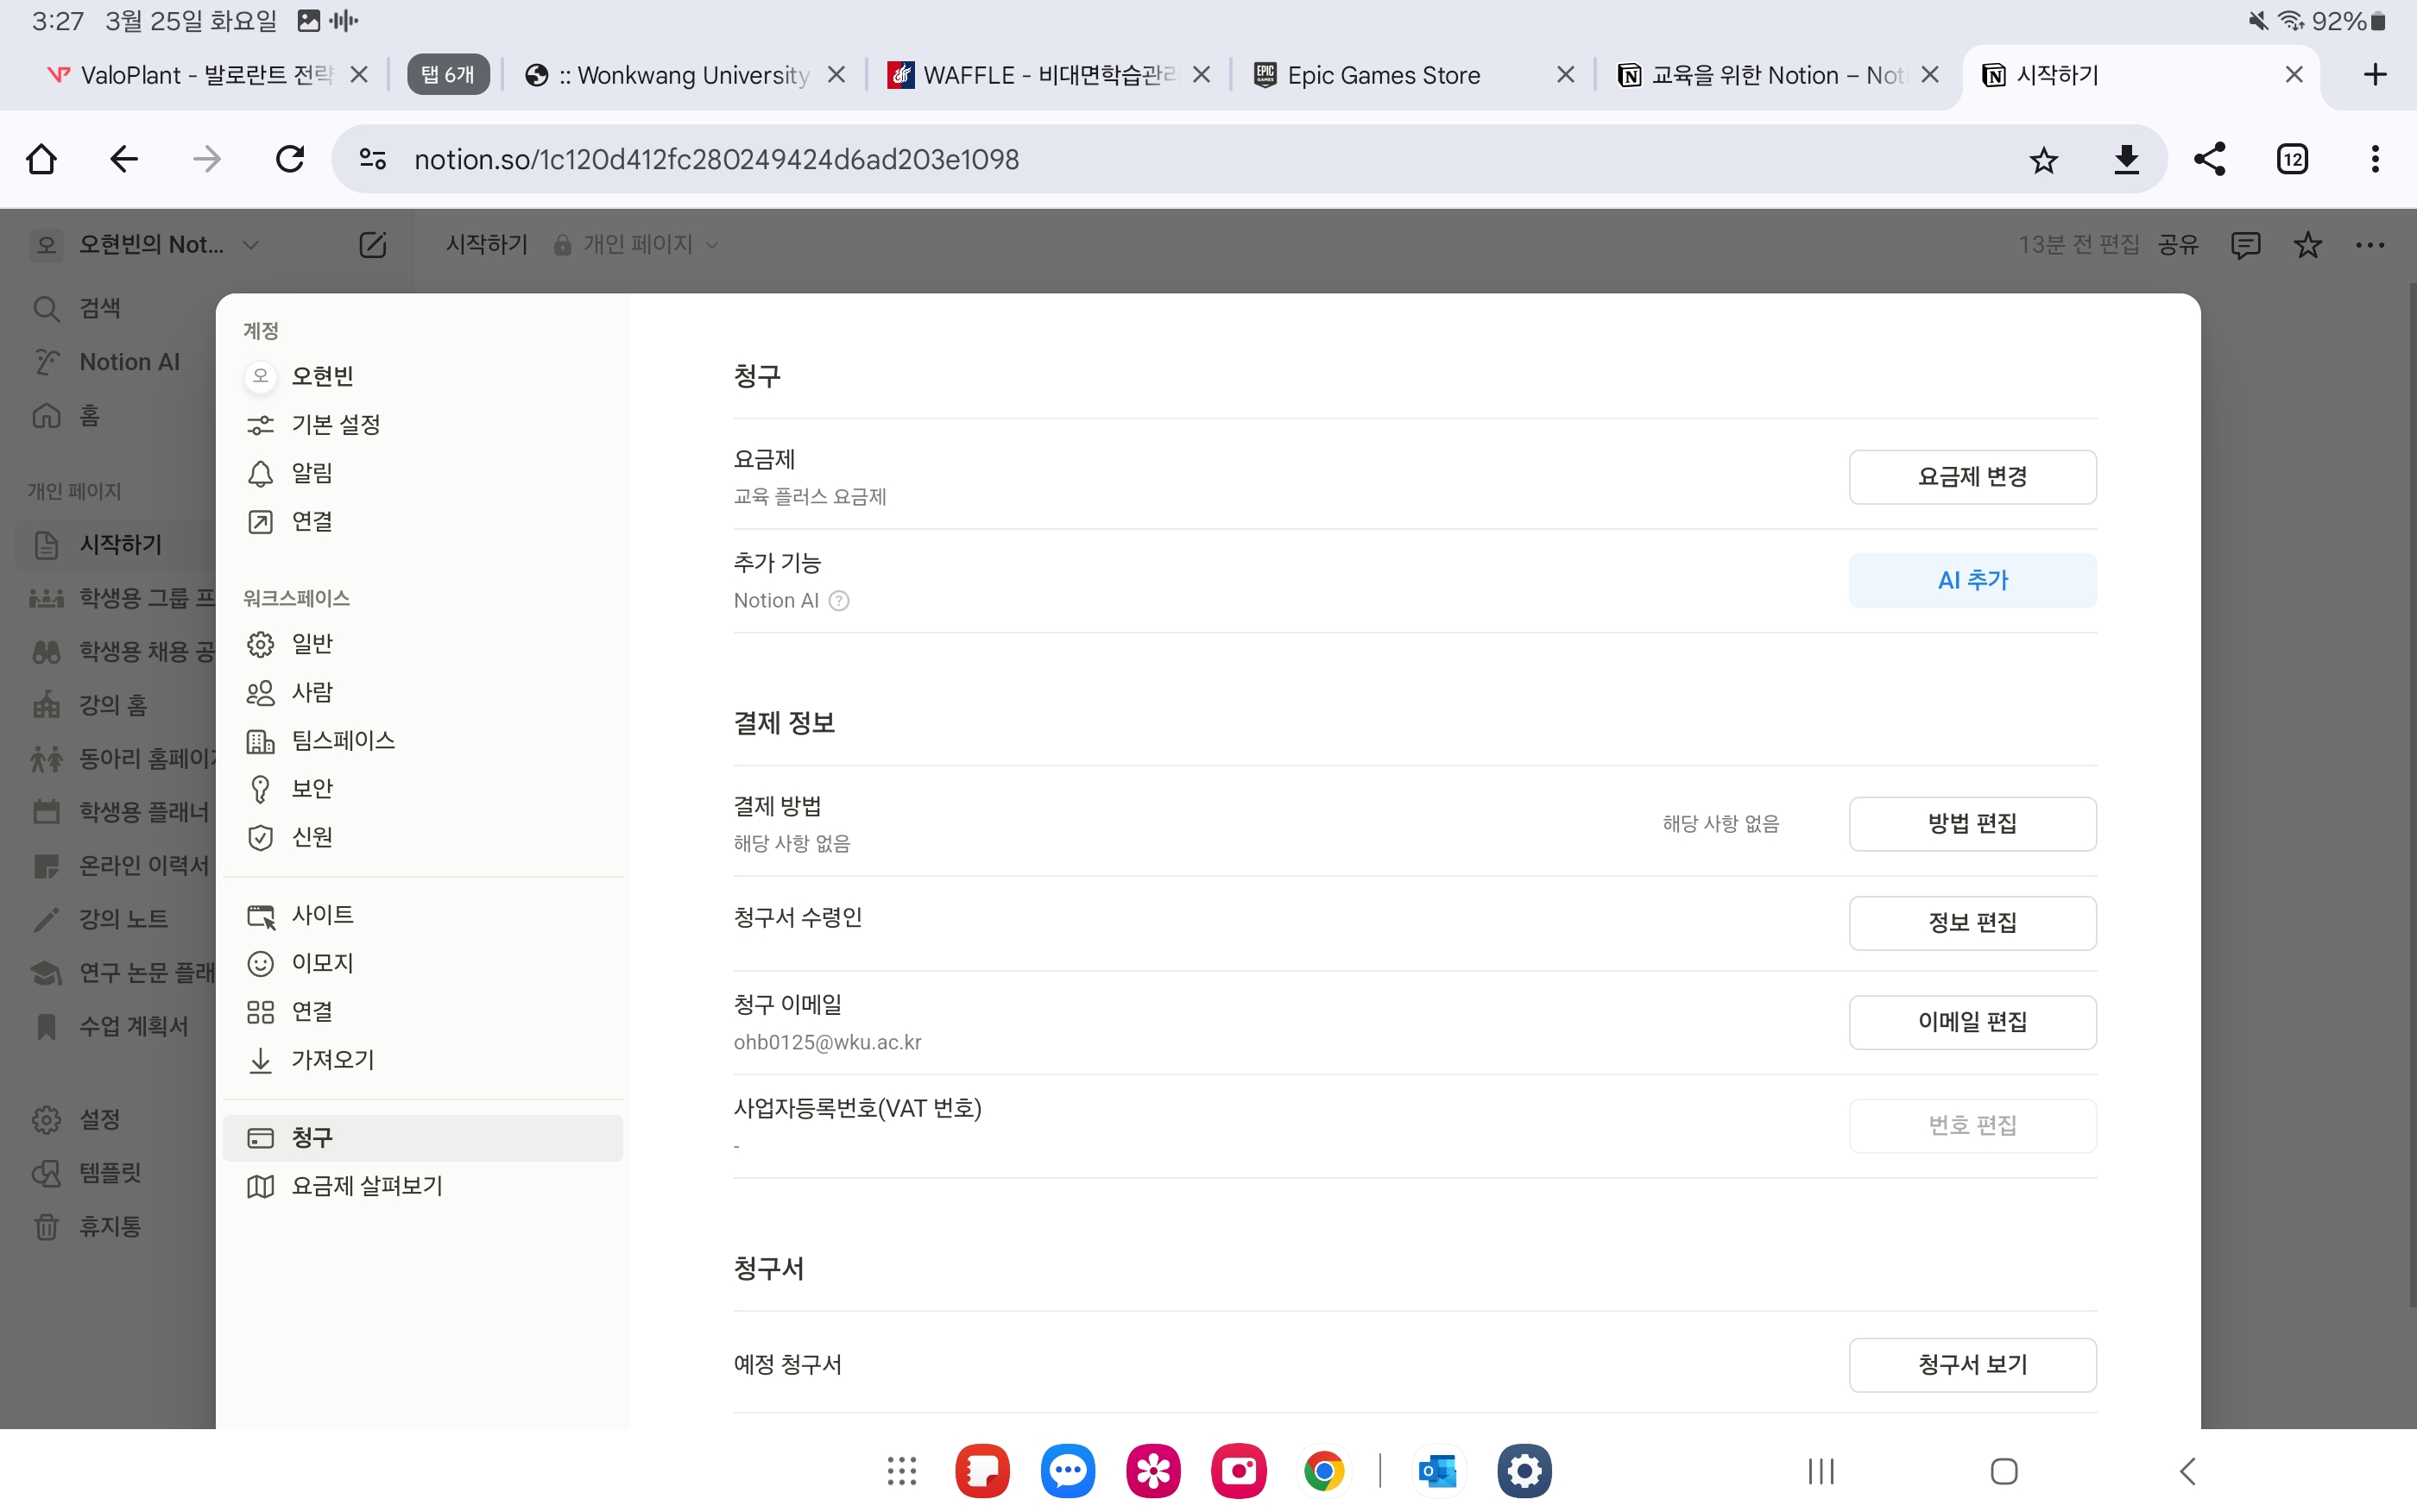 3:27 3월 25일 화요일 92%
ValoPlant - 발로란트 전략 탭 6개 :: Wonkwang University WAFFLE - 비대면학습관리 Epic Games Store 교육을 위한 Notion – Noti 시작하기
notion.so/1c120d412fc280249424d6ad203e1098 12
오 오현빈의 Not... 시작하기 개인 페이지 13분 전 편집 공유
검색
Notion AI
홈
개인 페이지
시작하기
학생용 그룹 프
학생용 채용 공
강의 홈
동아리 홈페이지
학생용 플래너
온라인 이력서
강의 노트
연구 논문 플래
수업 계획서
설정
템플릿
휴지통
계정
오 오현빈
기본 설정
알림
연결
워크스페이스
일반
사람
팀스페이스
보안
신원
사이트
이모지
연결
가져오기
청구
요금제 살펴보기
청구
요금제
교육 플러스 요금제
요금제 변경
추가 기능
Notion AI ?
AI 추가
결제 정보
결제 방법
해당 사항 없음
해당 사항 없음
방법 편집
청구서 수령인
정보 편집
청구 이메일
ohb0125@wku.ac.kr
이메일 편집
사업자등록번호(VAT 번호)
-
번호 편집
청구서
예정 청구서
청구서 보기